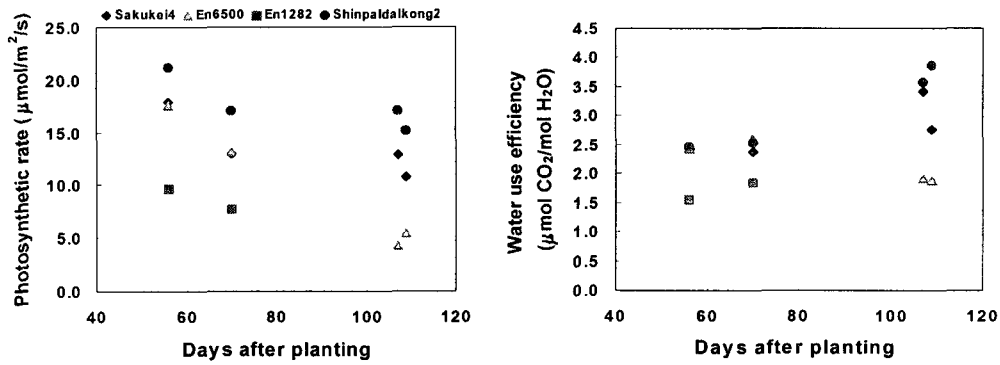 ◆ Sakukei4 △ En6500 ■ En1282 ● Shinpaldalkong2
Photosynthetic rate ( μmol/m²/s)
25.0
20.0
15.0
10.0
5.0
0.0
40 60 80 100 120
Days after planting
Water use efficiency
(μmol CO₂/mol H₂O)
4.5
4.0
3.5
3.0
2.5
2.0
1.5
1.0
0.5
0.0
40 60 80 100 120
Days after planting